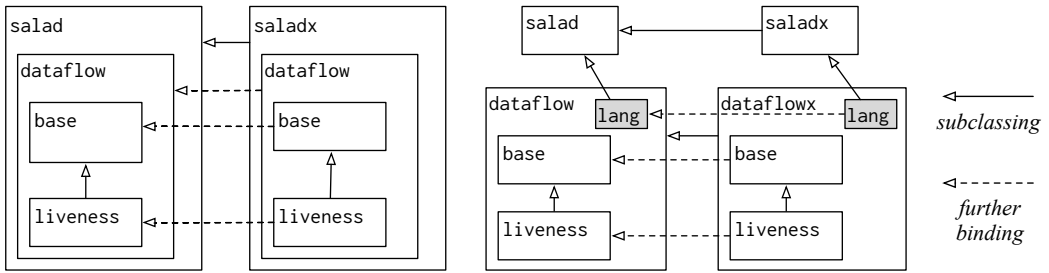 salad
saladx
dataflow
dataflow
base
base
liveness
liveness
salad
saladx
dataflow
lang
dataflowx
lang
base
base
liveness
liveness
subclassing
further
binding